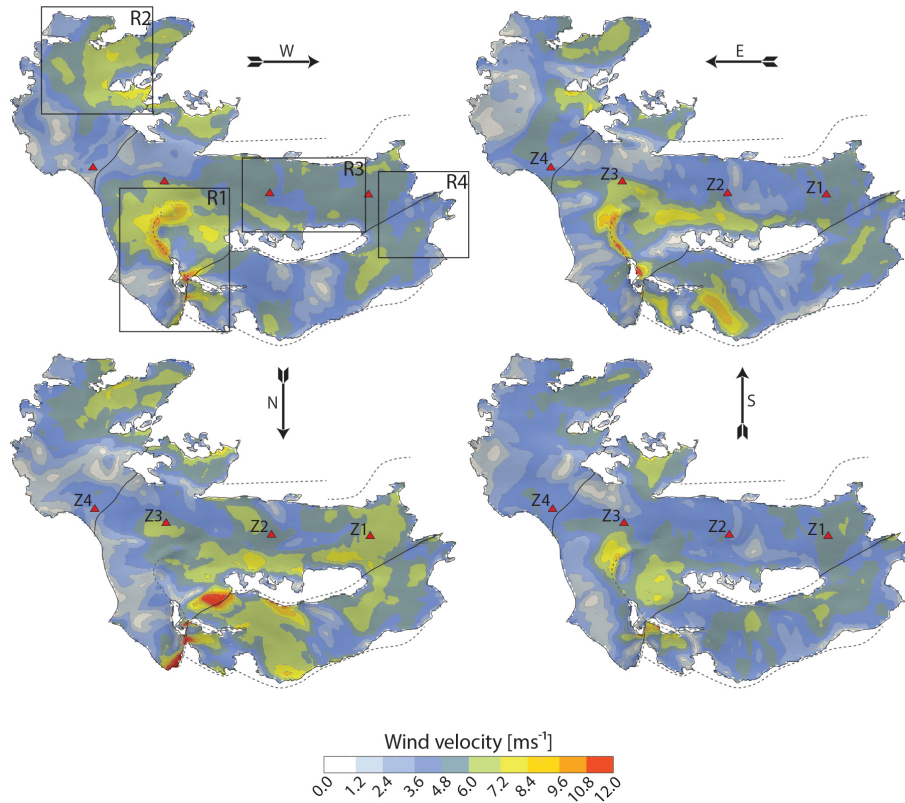 R2
W
E
R3
R4
R1
Z4
Z3
Z2
Z1
N
S
Z4
Z3
Z2
Z1
Z4
Z3
Z2
Z1
Wind velocity [ms⁻¹]
0.0 1.2 2.4 3.6 4.8 6.0 7.2 8.4 9.6 10.8 12.0